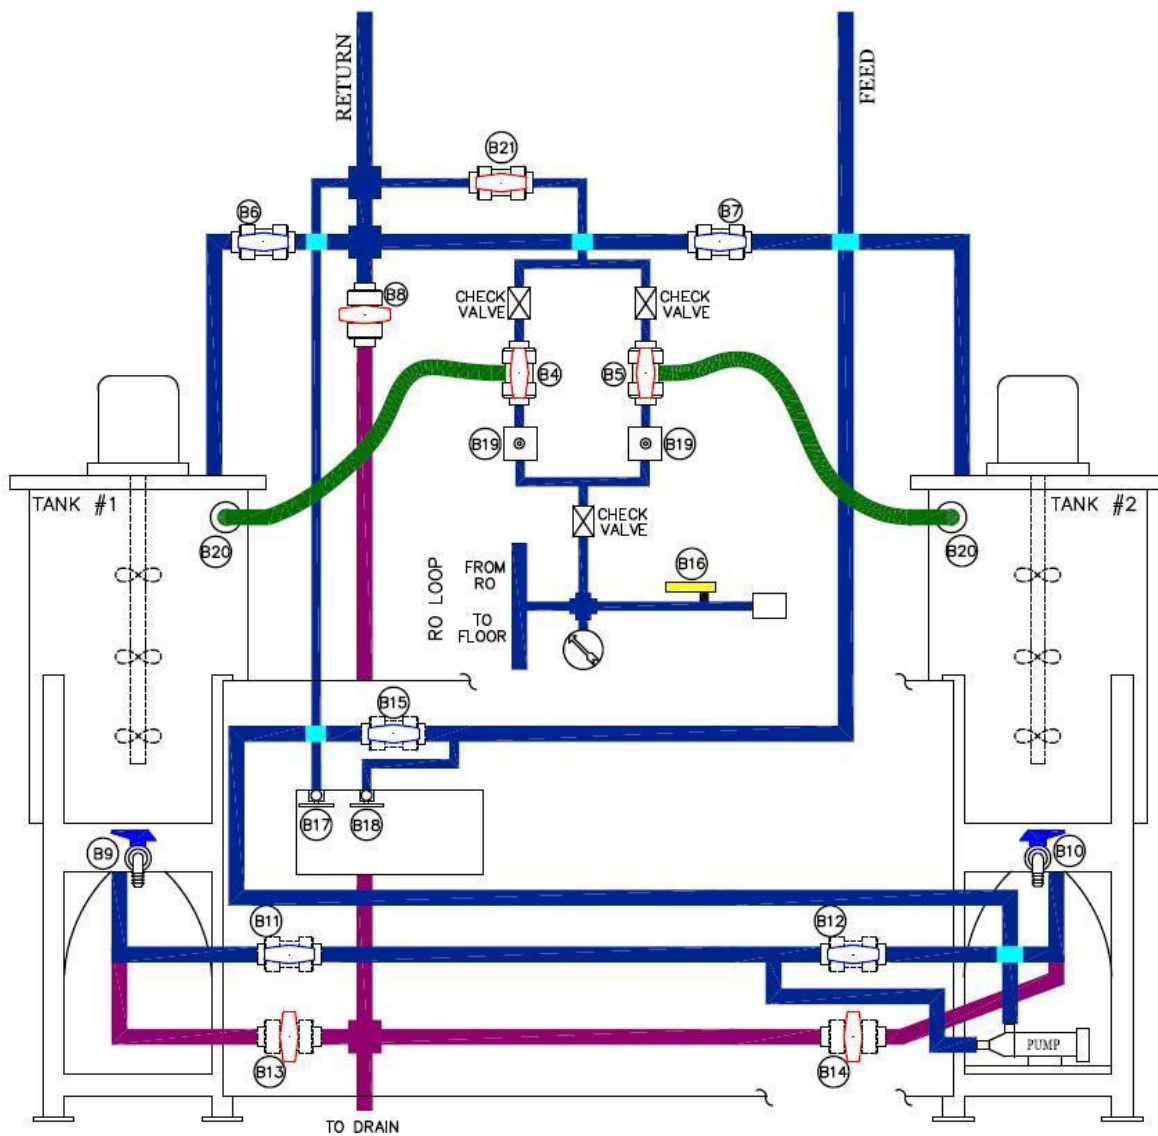 RETURN
FEED
B21
B6
B7
B8
CHECK
VALVE
CHECK
VALVE
B4
B5
B19
B19
TANK #1
TANK #2
B20
B20
CHECK
VALVE
RO LOOP
FROM
RO
TO
FLOOR
B16
B15
B17
B18
B9
B10
B11
B12
B13
B14
PUMP
TO DRAIN